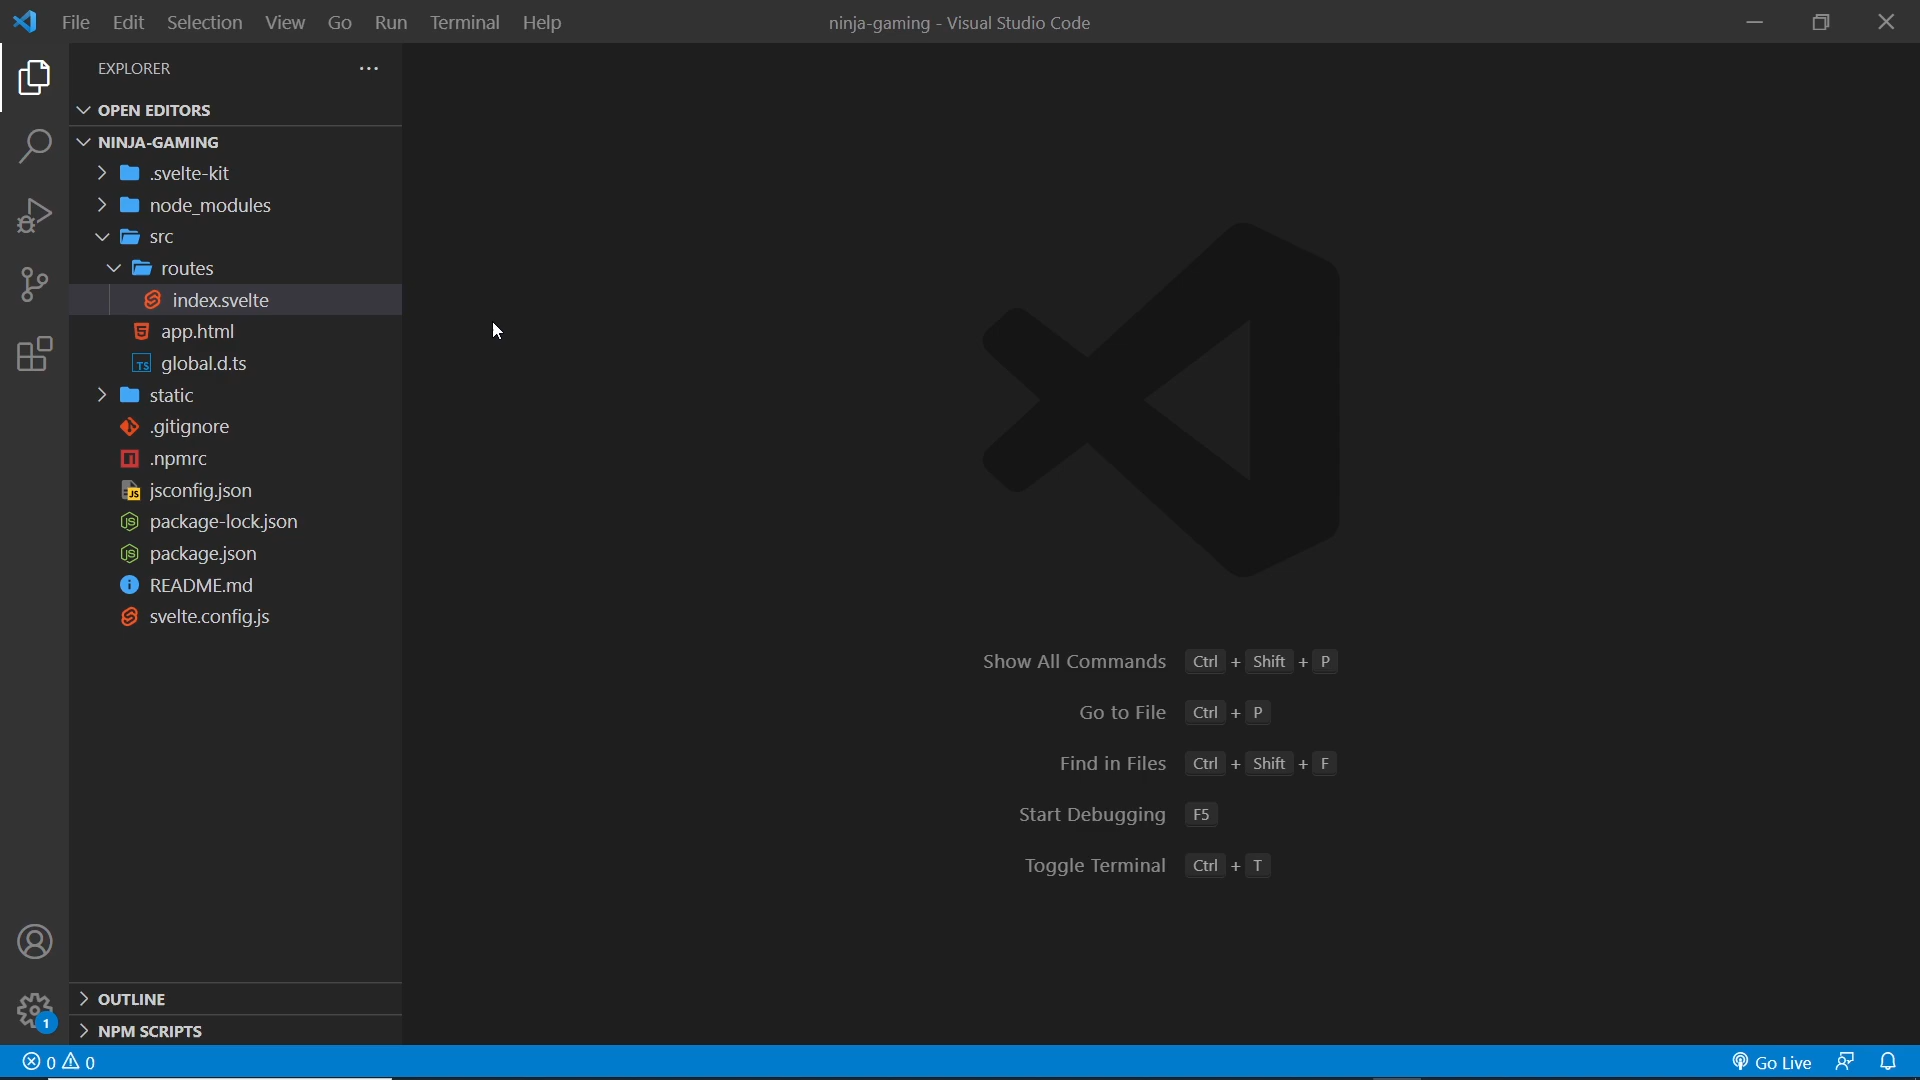 File Edit Selection View Go Run Terminal Help
ninja-gaming - Visual Studio Code
EXPLORER
OPEN EDITORS
NINJA-GAMING
.svelte-kit
node_modules
src
routes
index.svelte
app.html
TS global.d.ts
static
.gitignore
.npmrc
JS jsconfig.json
JS package-lock.json
JS package.json
README.md
svelte.config.js
Show All Commands Ctrl + Shift + P
Go to File Ctrl + P
Find in Files Ctrl + Shift + F
Start Debugging F5
Toggle Terminal Ctrl + T
1
OUTLINE
NPM SCRIPTS
0 0
Go Live